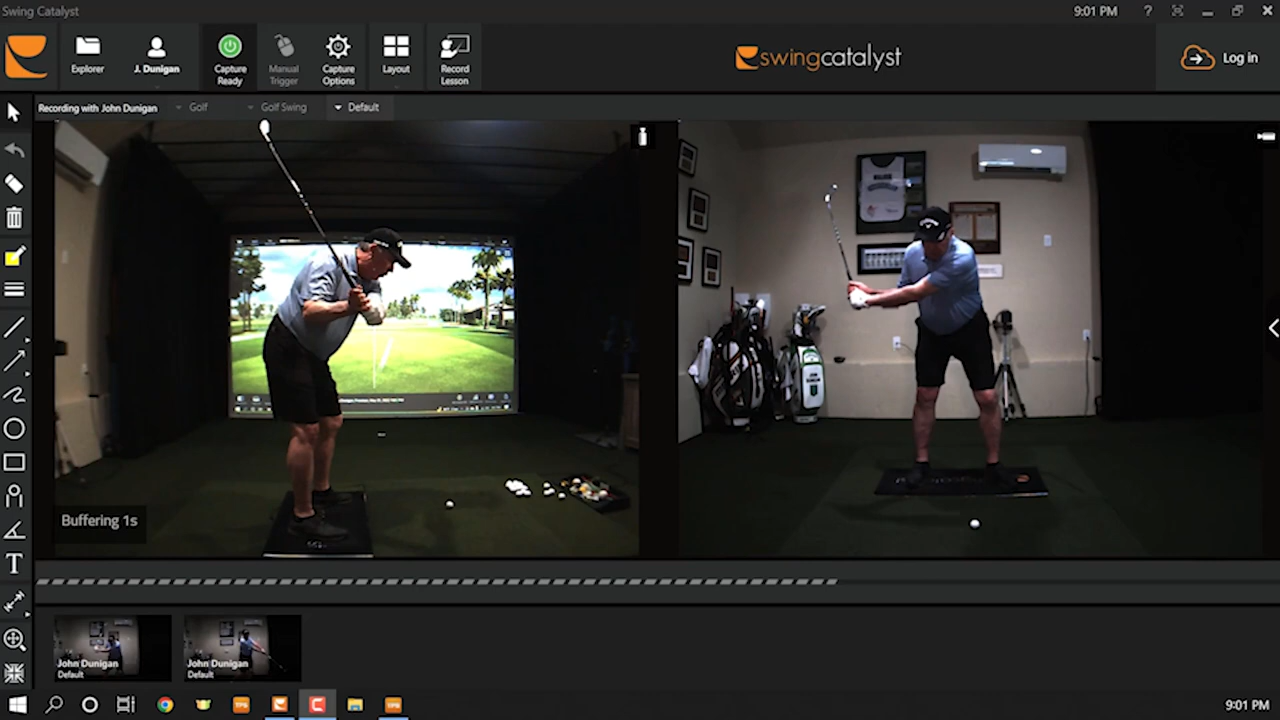 Swing Catalyst
9:01 PM
?
Explorer
J. Dunigan
Capture
Ready
Manual
Trigger
Capture
Options
Layout
Record
Lesson
swingcatalyst
Log in
Recording with John Dunigan
Golf
Golf Swing
Default
Buffering 1s
T
John Dunigan
Default
John Dunigan
Default
TPS
TPS
9:01 PM